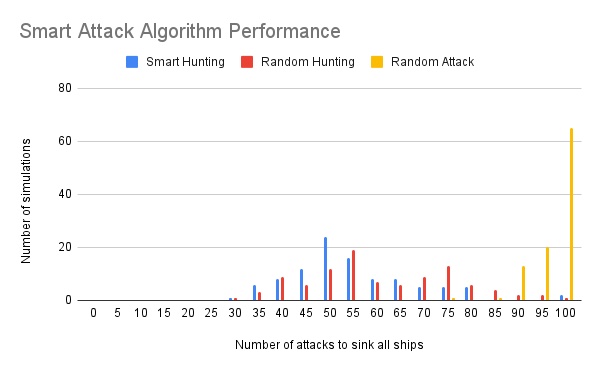 Smart Attack Algorithm Performance
Smart Hunting Random Hunting Random Attack
Number of simulations
80
60
40
20
0
0 5 10 15 20 25 30 35 40 45 50 55 60 65 70 75 80 85 90 95 100
Number of attacks to sink all ships